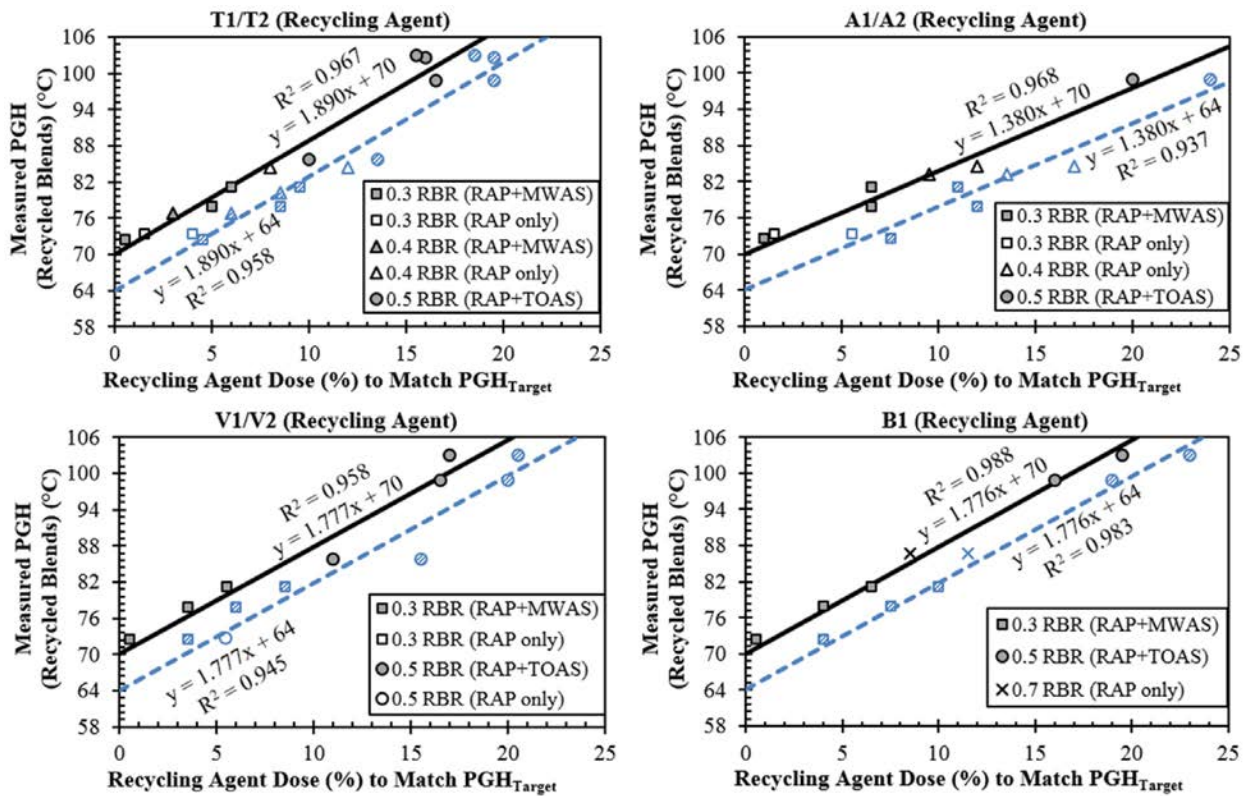 T1/T2 (Recycling Agent)
Measured PGH
(Recycled Blends) (°C)
106
100
94
88
82
76
70
64
58
R² = 0.967
y = 1.890x + 70
y = 1.890x + 64
R² = 0.958
0.3 RBR (RAP+MWAS)
0.3 RBR (RAP only)
0.4 RBR (RAP+MWAS)
0.4 RBR (RAP only)
0.5 RBR (RAP+TOAS)
0 5 10 15 20 25
Recycling Agent Dose (%) to Match PGH_Target
A1/A2 (Recycling Agent)
Measured PGH
(Recycled Blends) (°C)
106
100
94
88
82
76
70
64
58
R² = 0.968
y = 1.380x + 70
y = 1.380x + 64
R² = 0.937
0.3 RBR (RAP+MWAS)
0.3 RBR (RAP only)
0.4 RBR (RAP only)
0.5 RBR (RAP+TOAS)
0 5 10 15 20 25
Recycling Agent Dose (%) to Match PGH_Target
V1/V2 (Recycling Agent)
Measured PGH
(Recycled Blends) (°C)
106
100
94
88
82
76
70
64
58
R² = 0.958
y = 1.777x + 70
y = 1.777x + 64
R² = 0.945
0.3 RBR (RAP+MWAS)
0.3 RBR (RAP only)
0.5 RBR (RAP+TOAS)
0.5 RBR (RAP only)
0 5 10 15 20 25
Recycling Agent Dose (%) to Match PGH_Target
B1 (Recycling Agent)
Measured PGH
(Recycled Blends) (°C)
106
100
94
88
82
76
70
64
58
R² = 0.988
y = 1.776x + 70
y = 1.776x + 64
R² = 0.983
0.3 RBR (RAP+MWAS)
0.5 RBR (RAP+TOAS)
0.7 RBR (RAP only)
0 5 10 15 20 25
Recycling Agent Dose (%) to Match PGH_Target